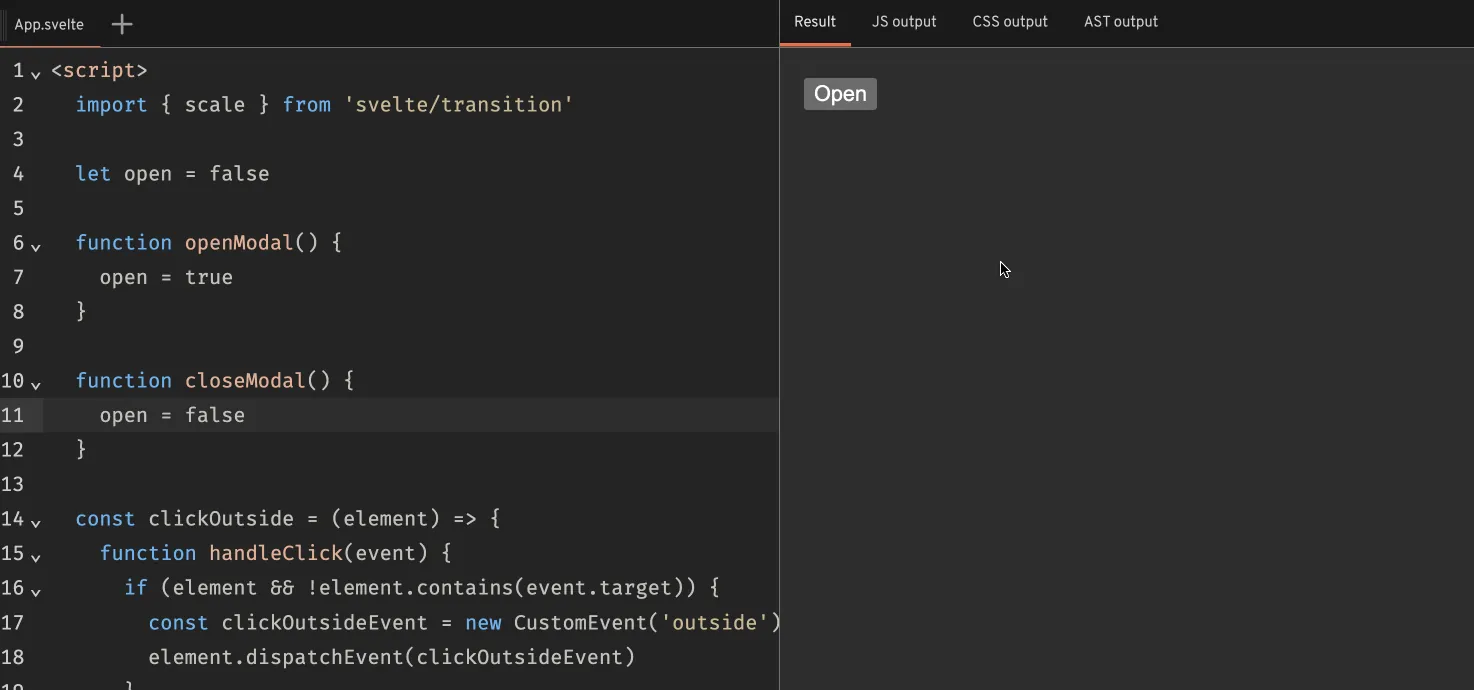 App.svelte
Result JS output CSS output AST output
1 <script>
2 import { scale } from 'svelte/transition'
3
4 let open = false
5
6 function openModal() {
7 open = true
8 }
9
10 function closeModal() {
11 open = false
12 }
13
14 const clickOutside = (element) => {
15 function handleClick(event) {
16 if (element && !element.contains(event.target)) {
17 const clickOutsideEvent = new CustomEvent('outside')
18 element.dispatchEvent(clickOutsideEvent)
19 }
Open